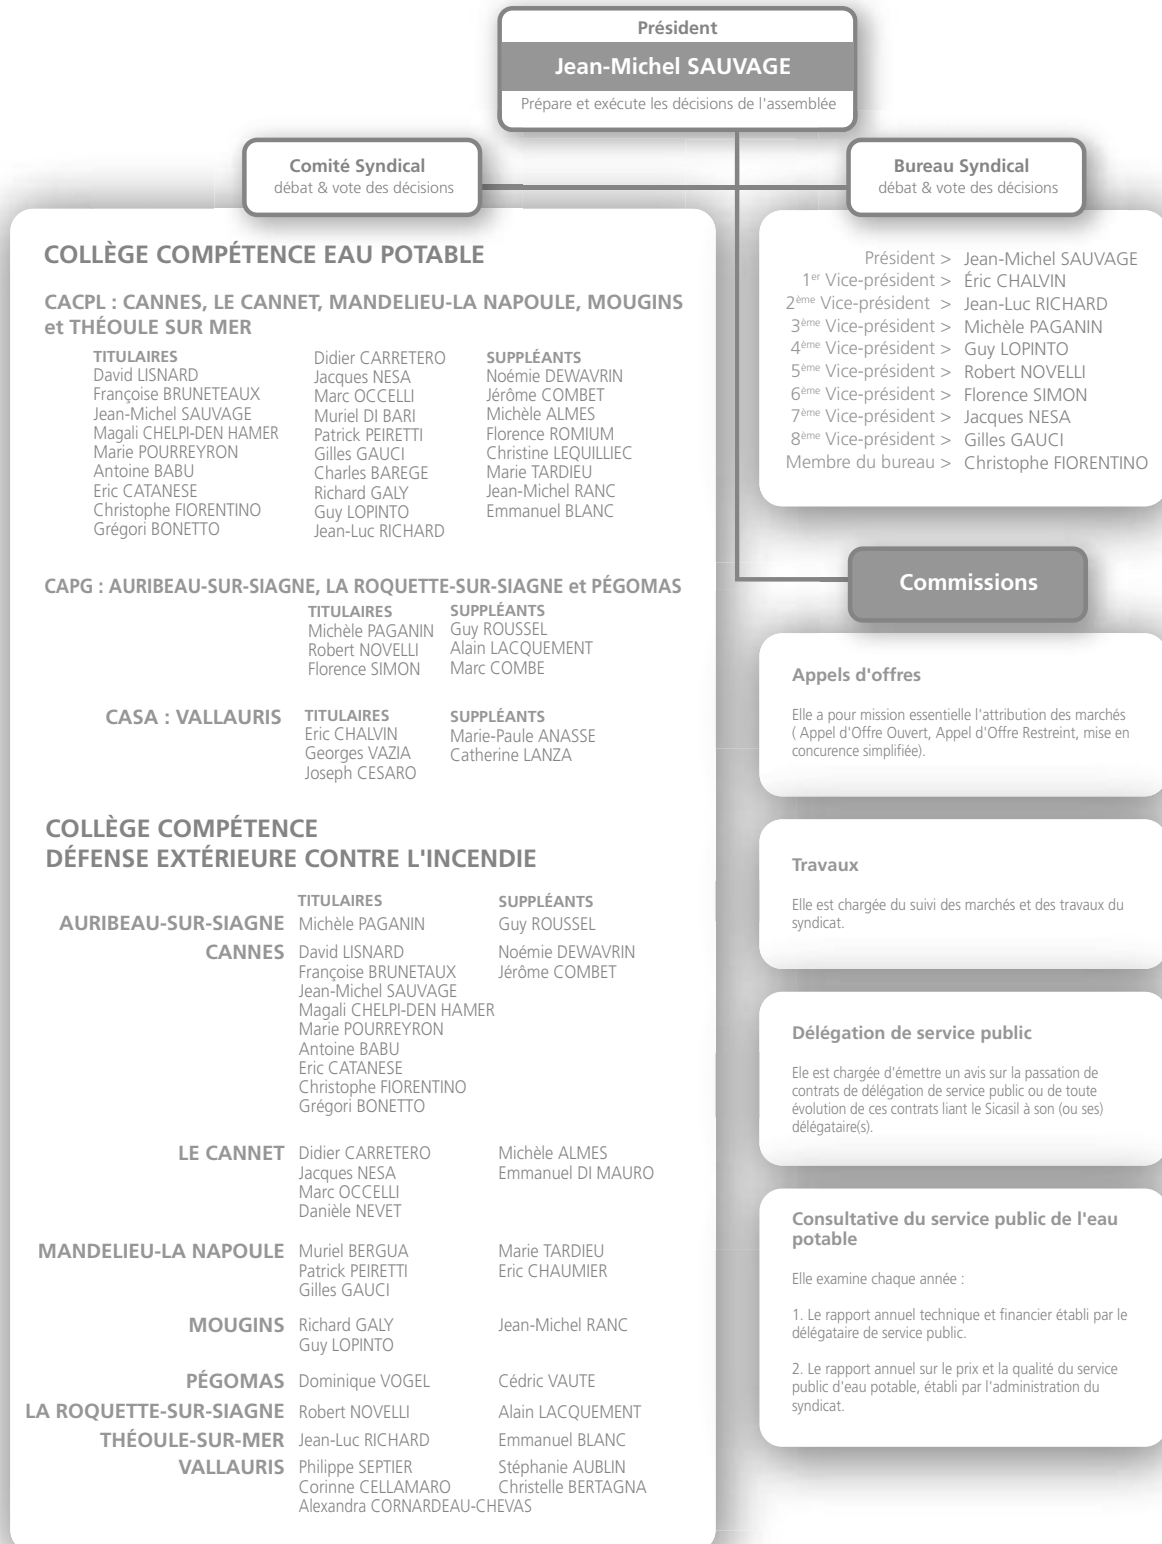 Président
Jean-Michel SAUVAGE
Prépare et exécute les décisions de l'assemblée
Comité Syndical
débat & vote des décisions
Bureau Syndical
débat & vote des décisions
COLLÈGE COMPÉTENCE EAU POTABLE
CACPL : CANNES, LE CANNET, MANDELIEU-LA NAPOULE, MOUGINS
et THÉOULE SUR MER
TITULAIRES
David LISNARD
Françoise BRUNETEAUX
Jean-Michel SAUVAGE
Magali CHELPI-DEN HAMER
Marie POURREYRON
Antoine BABU
Eric CATANESE
Christophe FIORENTINO
Grégori BONETTO
Didier CARRETERO
Jacques NESA
Marc OCCELLI
Muriel DI BARI
Patrick PEIRETTI
Gilles GAUCI
Charles BAREGE
Richard GALY
Guy LOPINTO
Jean-Luc RICHARD
SUPPLÉANTS
Noémie DEWAVRIN
Jérôme COMBET
Michèle ALMES
Florence ROMIUM
Christine LEQUILLIEC
Marie TARDIEU
Jean-Michel RANC
Emmanuel BLANC
CAPG : AURIBEAU-SUR-SIAGNE, LA ROQUETTE-SUR-SIAGNE et PÉGOMAS
TITULAIRES
Michèle PAGANIN
Robert NOVELLI
Florence SIMON
SUPPLÉANTS
Guy ROUSSEL
Alain LACQUEMENT
Marc COMBE
CASA : VALLAURIS
TITULAIRES
Eric CHALVIN
Georges VAZIA
Joseph CESARO
SUPPLÉANTS
Marie-Paule ANASSE
Catherine LANZA
COLLÈGE COMPÉTENCE
DÉFENSE EXTÉRIEURE CONTRE L'INCENDIE
TITULAIRES SUPPLÉANTS
AURIBEAU-SUR-SIAGNE Michèle PAGANIN Guy ROUSSEL
CANNES David LISNARD Noémie DEWAVRIN
Françoise BRUNETAUX Jérôme COMBET
Jean-Michel SAUVAGE
Magali CHELPI-DEN HAMER
Marie POURREYRON
Antoine BABU
Eric CATANESE
Christophe FIORENTINO
Grégori BONETTO
LE CANNET Didier CARRETERO Michèle ALMES
Jacques NESA Emmanuel DI MAURO
Marc OCCELLI
Danièle NEVET
MANDELIEU-LA NAPOULE Muriel BERGUA Marie TARDIEU
Patrick PEIRETTI Eric CHAUMIER
Gilles GAUCI
MOUGINS Richard GALY Jean-Michel RANC
Guy LOPINTO
PÉGOMAS Dominique VOGEL Cédric VAUTE
LA ROQUETTE-SUR-SIAGNE Robert NOVELLI Alain LACQUEMENT
THÉOULE-SUR-MER Jean-Luc RICHARD Emmanuel BLANC
VALLAURIS Philippe SEPTIER Stéphanie AUBLIN
Corinne CELLAMARO Christelle BERTAGNA
Alexandra CORNARDEAU-CHEVAS
Président > Jean-Michel SAUVAGE
1er Vice-président > Éric CHALVIN
2ème Vice-président > Jean-Luc RICHARD
3ème Vice-président > Michèle PAGANIN
4ème Vice-président > Guy LOPINTO
5ème Vice-président > Robert NOVELLI
6ème Vice-président > Florence SIMON
7ème Vice-président > Jacques NESA
8ème Vice-président > Gilles GAUCI
Membre du bureau > Christophe FIORENTINO
Commissions
Appels d'offres
Elle a pour mission essentielle l'attribution des marchés
( Appel d'Offre Ouvert, Appel d'Offre Restreint, mise en
concurence simplifiée).
Travaux
Elle est chargée du suivi des marchés et des travaux du
syndicat.
Délégation de service public
Ele est chargée d'émettre un avis sur la passation de
contrats de délégation de service public ou de toute
évolution de ces contrats liant le Sicasil à son (ou ses)
délégataire(s).
Consultative du service public de l'eau
potable
Elle examine chaque année :
1. Le rapport annuel technique et financier établi par le
délégataire de service public.
2. Le rapport annuel sur le prix et la qualité du service
public d'eau potable, établi par l'administration du
syndicat.